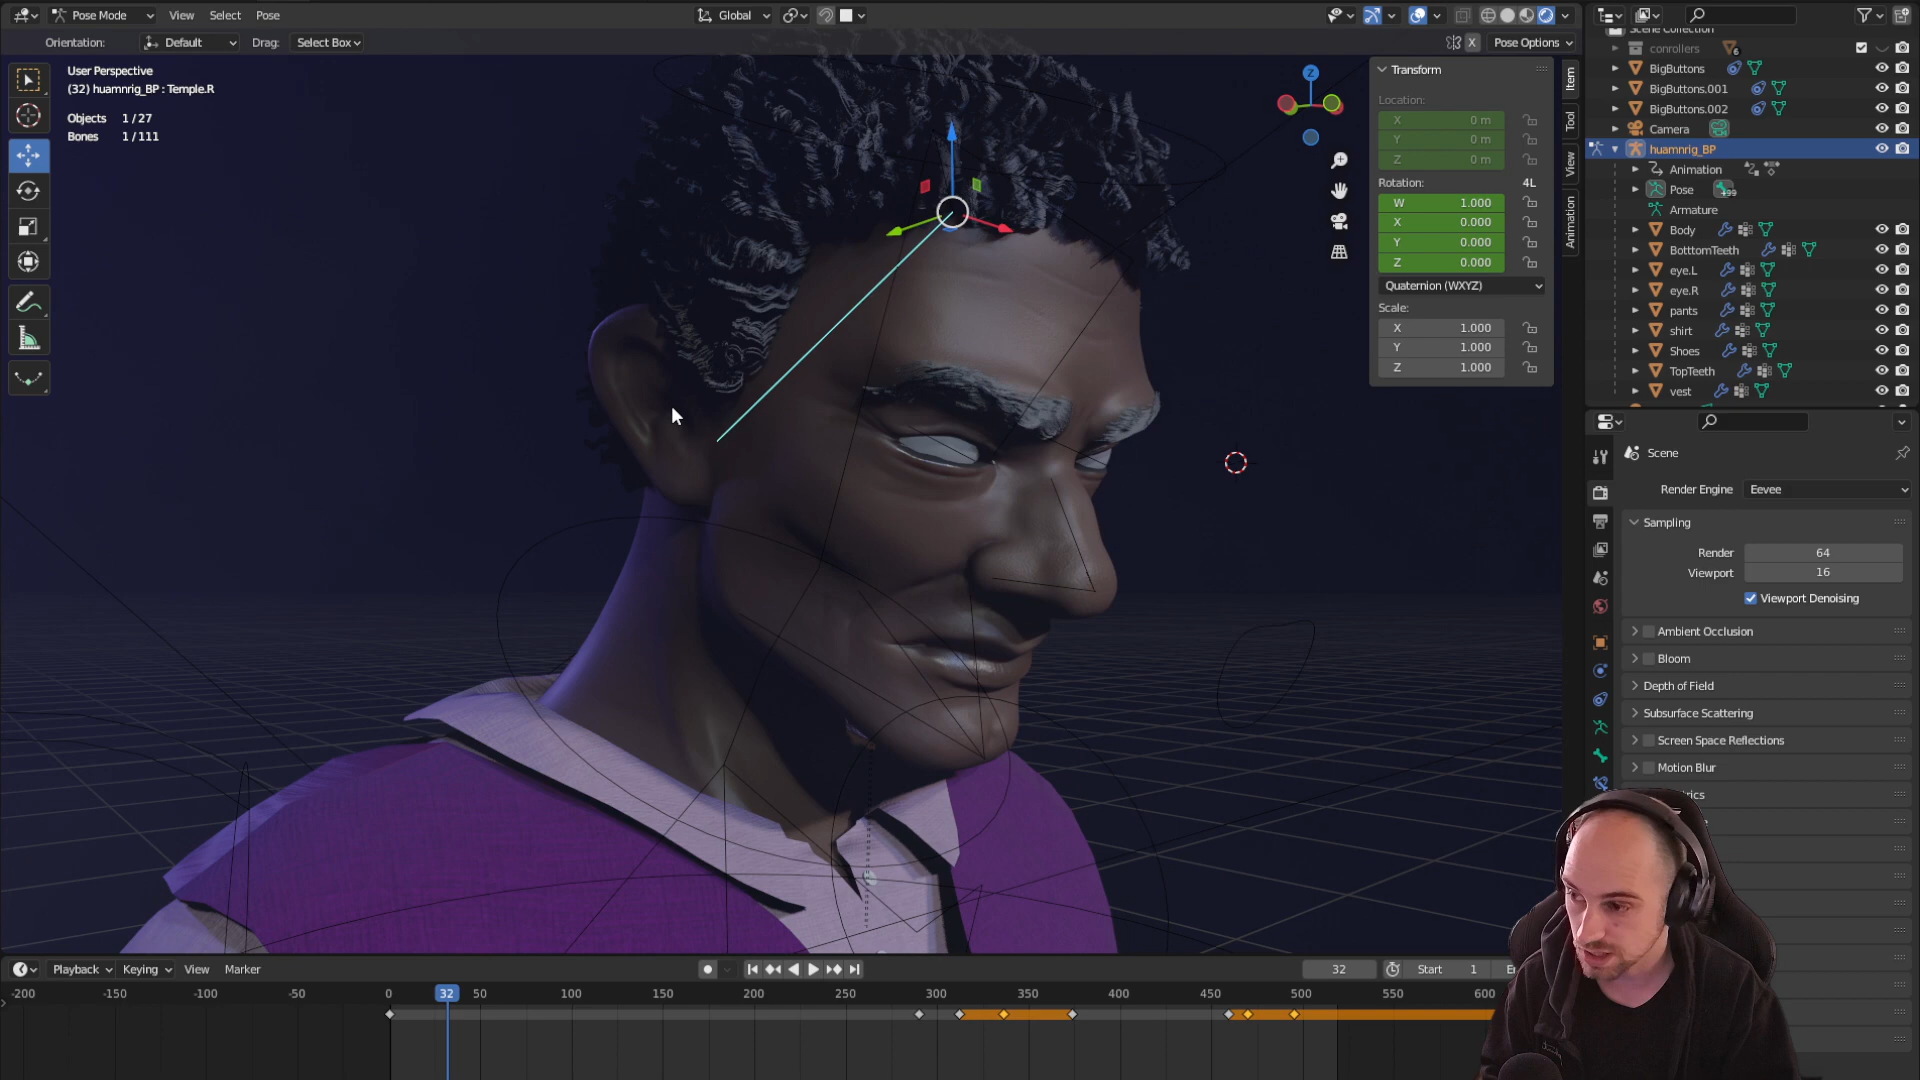 Pose Mode View Select Pose Global
Orientation: Default Drag: Select Box X Pose Options
User Perspective
(32) huamnrig_BP : Temple.R
Objects 1/27
Bones 1/111
Transform
Location:
X 0 m
Y 0 m
Z 0 m
Rotation: 4L
W 1.000
X 0.000
Y 0.000
Z 0.000
Quaternion (WXYZ)
Scale:
X 1.000
Y 1.000
Z 1.000
Item
Tool
View
Animation
Z
Scene Collection
conrollers 6
BigButtons
BigButtons.001
BigButtons.002
Camera
huamnrig_BP
Animation
Pose +99
Armature
Body
BotttomTeeth
eye.L
eye.R
pants
shirt
Shoes
TopTeeth
vest
Scene
Render Engine Eevee
Sampling
Render 64
Viewport 16
Viewport Denoising
Ambient Occlusion
Bloom
Depth of Field
Subsurface Scattering
Screen Space Reflections
Motion Blur
Playback Keying View Marker 32 Start 1
-200 -150 -100 -50 0 32 50 100 150 200 250 300 350 400 450 500 550 600